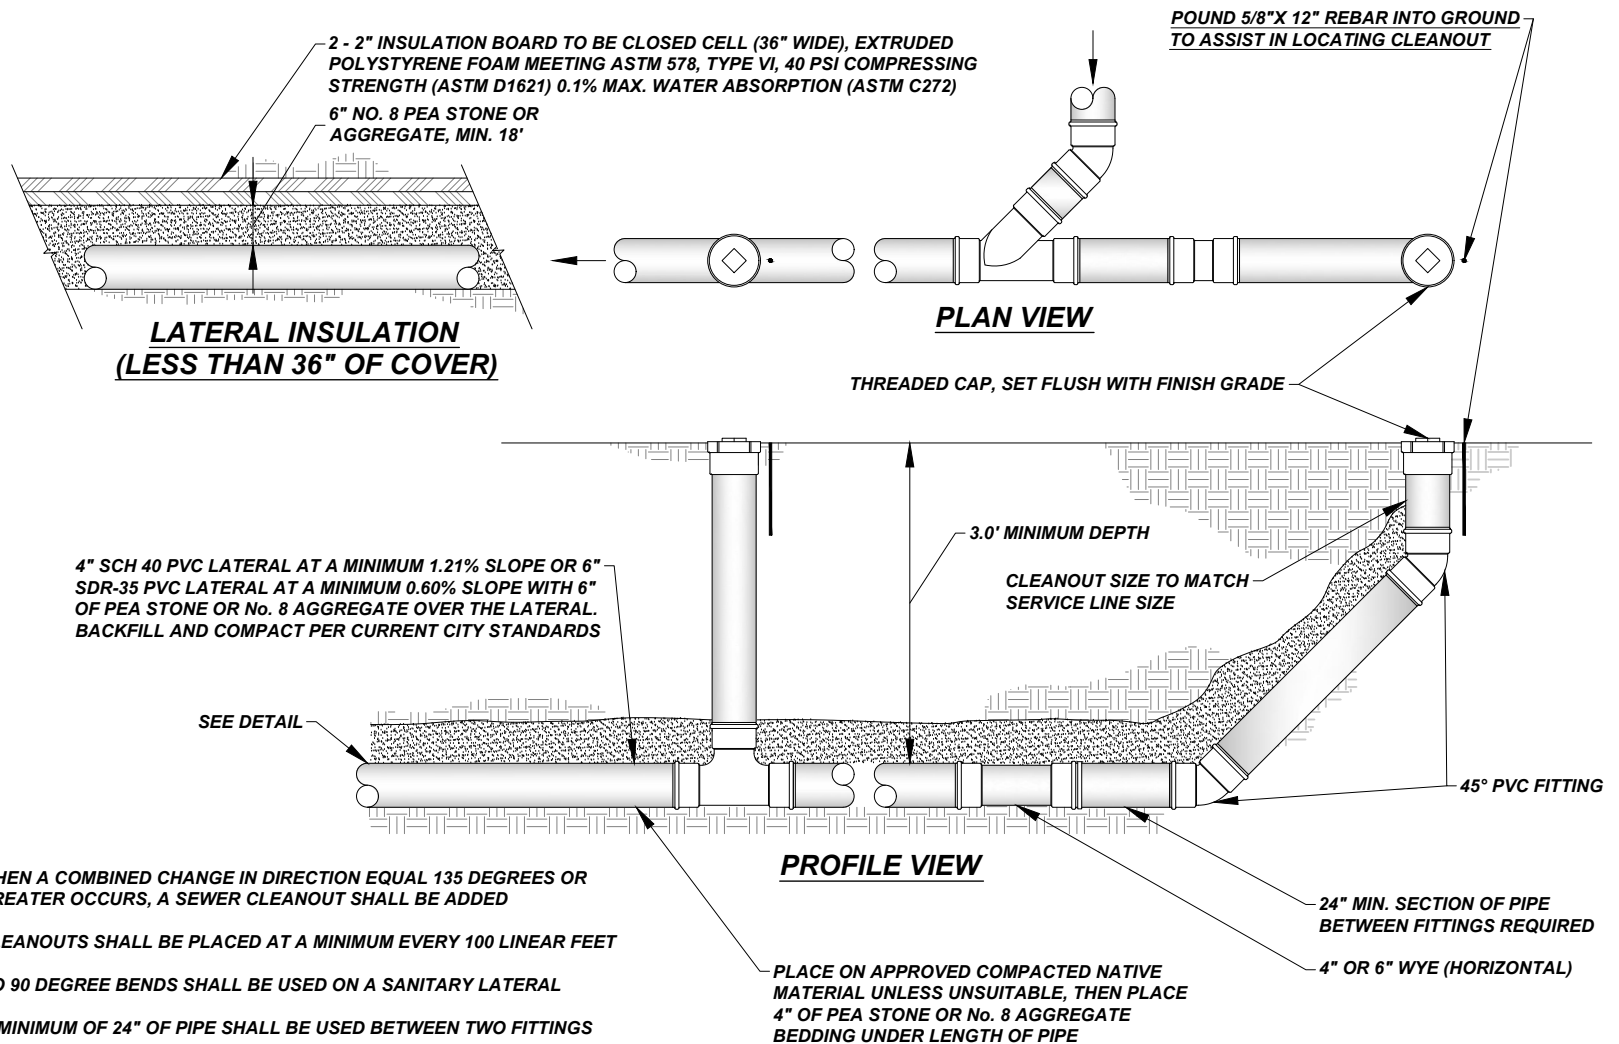 POUND 5/8"X 12" REBAR INTO GROUND
TO ASSIST IN LOCATING CLEANOUT
2 - 2" INSULATION BOARD TO BE CLOSED CELL (36" WIDE), EXTRUDED
POLYSTYRENE FOAM MEETING ASTM 578, TYPE VI, 40 PSI COMPRESSING
STRENGTH (ASTM D1621) 0.1% MAX. WATER ABSORPTION (ASTM C272)
6" NO. 8 PEA STONE OR
AGGREGATE, MIN. 18'
LATERAL INSULATION
(LESS THAN 36" OF COVER)
PLAN VIEW
THREADED CAP, SET FLUSH WITH FINISH GRADE
3.0' MINIMUM DEPTH
4" SCH 40 PVC LATERAL AT A MINIMUM 1.21% SLOPE OR 6"
SDR-35 PVC LATERAL AT A MINIMUM 0.60% SLOPE WITH 6"
OF PEA STONE OR No. 8 AGGREGATE OVER THE LATERAL.
BACKFILL AND COMPACT PER CURRENT CITY STANDARDS
CLEANOUT SIZE TO MATCH
SERVICE LINE SIZE
SEE DETAIL
45° PVC FITTING
PROFILE VIEW
HEN A COMBINED CHANGE IN DIRECTION EQUAL 135 DEGREES OR
REATER OCCURS, A SEWER CLEANOUT SHALL BE ADDED
EANOUTS SHALL BE PLACED AT A MINIMUM EVERY 100 LINEAR FEET
90 DEGREE BENDS SHALL BE USED ON A SANITARY LATERAL
MINIMUM OF 24" OF PIPE SHALL BE USED BETWEEN TWO FITTINGS
24" MIN. SECTION OF PIPE
BETWEEN FITTINGS REQUIRED
4" OR 6" WYE (HORIZONTAL)
PLACE ON APPROVED COMPACTED NATIVE
MATERIAL UNLESS UNSUITABLE, THEN PLACE
4" OF PEA STONE OR No. 8 AGGREGATE
BEDDING UNDER LENGTH OF PIPE